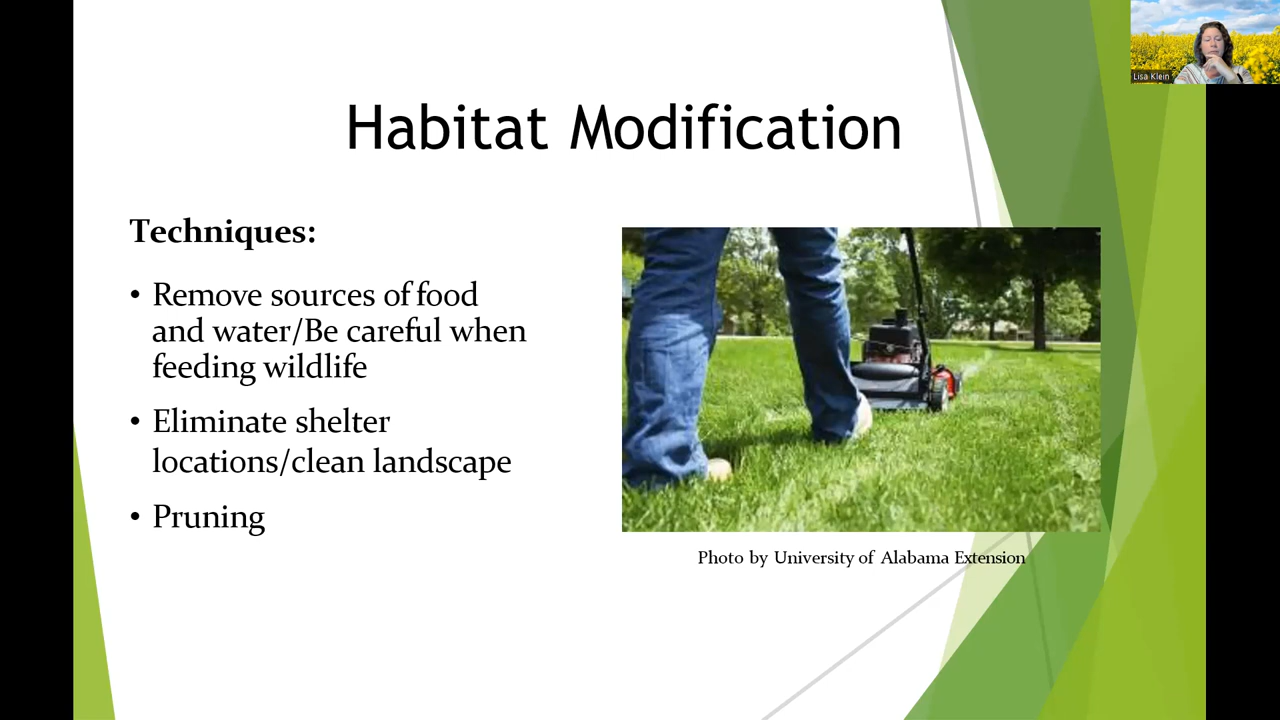 Lisa Klein
Habitat Modification
Techniques:
• Remove sources of food
and water/Be careful when
feeding wildlife
• Eliminate shelter
locations/clean landscape
• Pruning
Photo by University of Alabama Extension